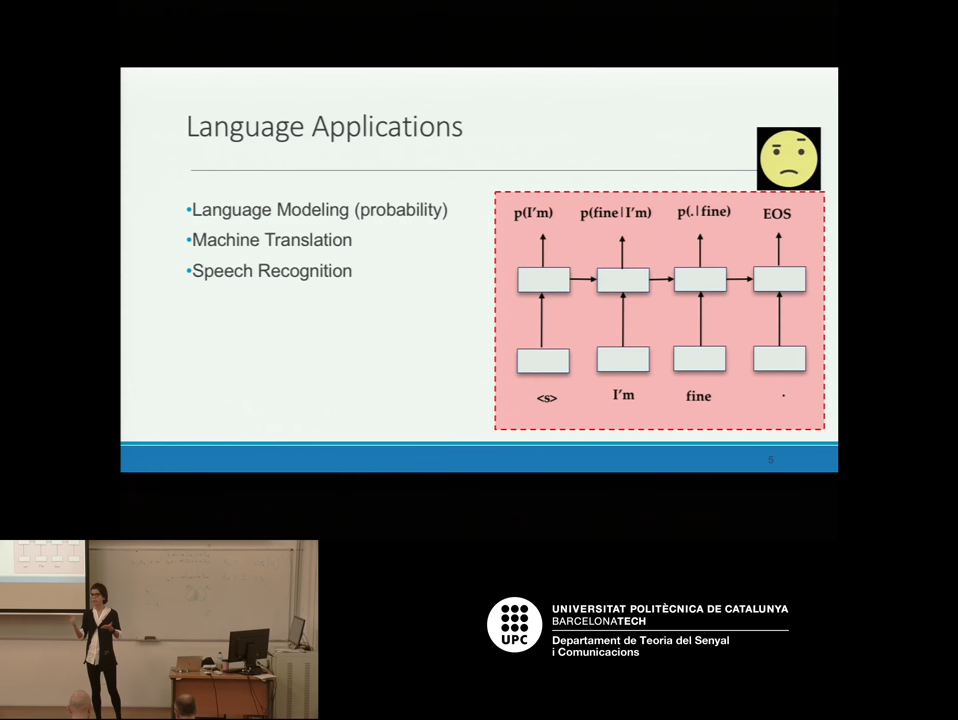 Language Applications
•Language Modeling (probability)
•Machine Translation
•Speech Recognition
p(I'm) p(fine|I'm) p(.|fine) EOS
<s> I'm fine .
5
UPC
UNIVERSITAT POLITÈCNICA DE CATALUNYA
BARCELONATECH
Departament de Teoria del Senyal
i Comunicacions